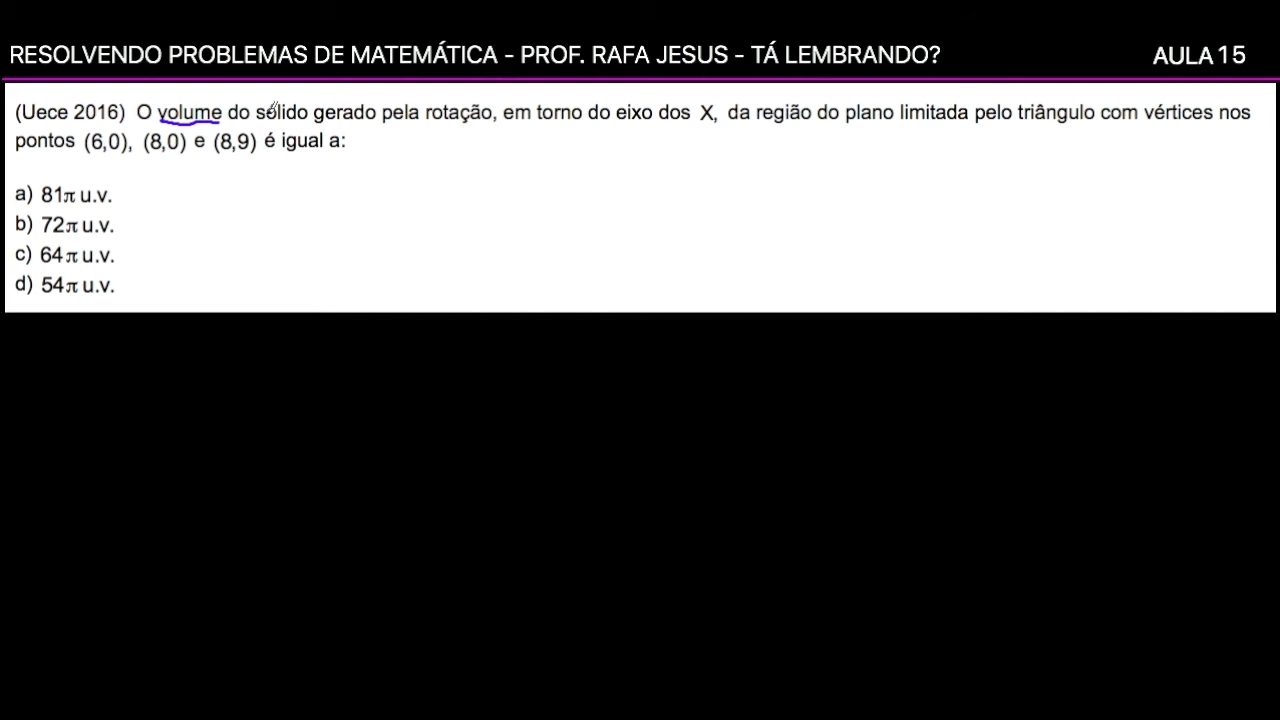 RESOLVENDO PROBLEMAS DE MATEMÁTICA - PROF. RAFA JESUS - TÁ LEMBRANDO? AULA 15
(Uece 2016) O volume do sólido gerado pela rotação, em torno do eixo dos X, da região do plano limitada pelo triângulo com vértices nos
pontos (6,0), (8,0) e (8,9) é igual a:
a) 81π u.v.
b) 72π u.v.
c) 64π u.v.
d) 54π u.v.